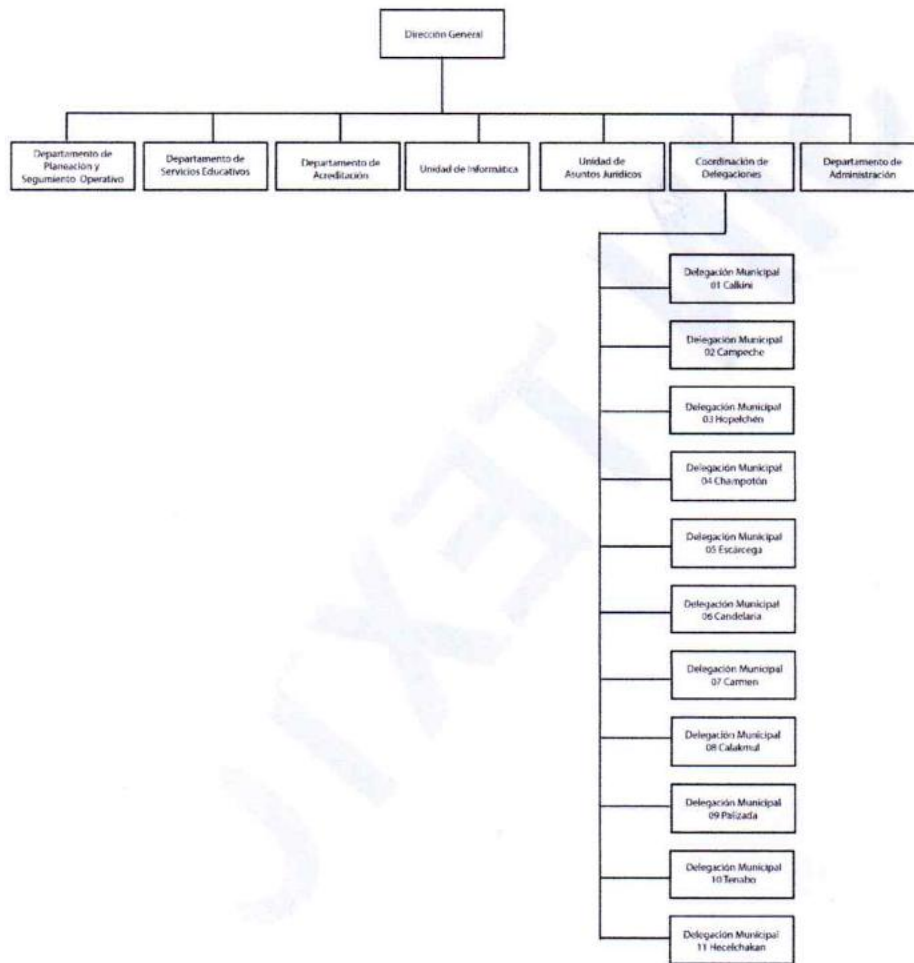 Dirección General
Departamento de
Planeación y
Segumiento Operativo
Departamento de
Servicios Educativos
Departamento de
Acreditación
Unidad de Informática
Unidad de
Asuntos Jurídicos
Coordinación de
Delegaciones
Departamento de
Administración
Delegación Municipal
01 Calkini
Delegación Municipal
02 Campeche
Delegación Municipal
03 Hopelchén
Delegación Municipal
04 Champotón
Delegación Municipal
05 Escárcega
Delegación Municipal
06 Candelaria
Delegación Municipal
07 Carmen
Delegación Municipal
08 Calakmul
Delegación Municipal
09 Palizada
Delegación Municipal
10 Tenabo
Delegación Municipal
11 Hecelchakan